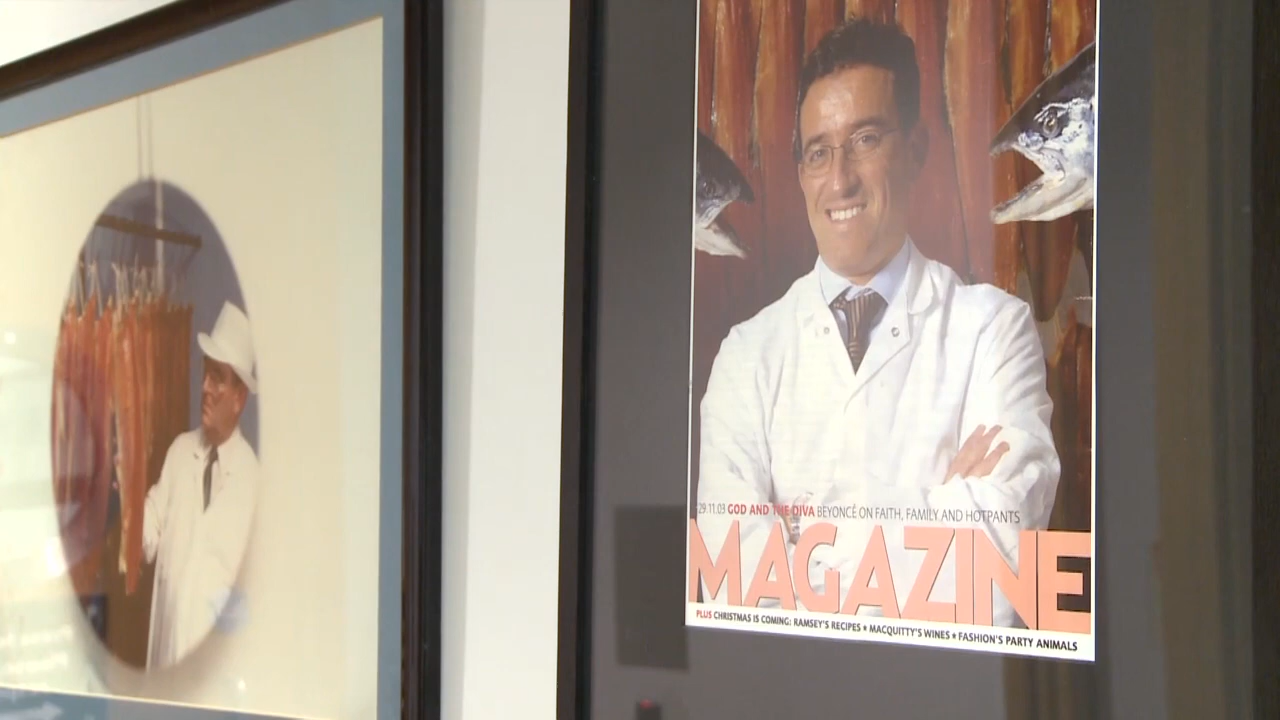 29.11.03 GOD AND THE DIVA BEYONCÉ ON FAITH, FAMILY AND HOTPANTS
MAGAZINE
PLUS CHRISTMAS IS COMING: RAMSEY'S RECIPES • MACQUITTY'S WINES • FASHION'S PARTY ANIMALS